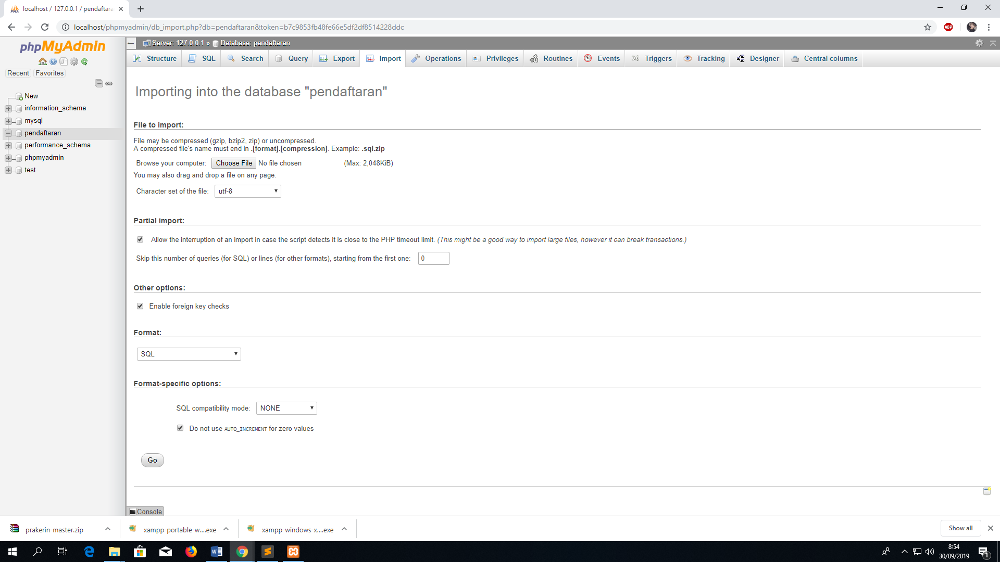 localhost / 127.0.0.1 / pendaftara
localhost/phpmyadmin/db_import.php?db=pendaftaran&token=b7c9853fb48fe66e5df2df8514228ddc
ABP
phpMyAdmin
Recent Favorites
New
information_schema
mysql
pendaftaran
performance_schema
phpmyadmin
test
Server: 127.0.0.1 » Database: pendaftaran
Structure SQL Search Query Export Import Operations Privileges Routines Events Triggers Tracking Designer Central columns
Importing into the database "pendaftaran"
File to import:
File may be compressed (gzip, bzip2, zip) or uncompressed.
A compressed file's name must end in .[format].[compression]. Example: .sql.zip
Browse your computer: Choose File No file chosen (Max: 2,048KiB)
You may also drag and drop a file on any page.
Character set of the file: utf-8
Partial import:
Allow the interruption of an import in case the script detects it is close to the PHP timeout limit. (This might be a good way to import large files, however it can break transactions.)
Skip this number of queries (for SQL) or lines (for other formats), starting from the first one: 0
Other options:
Enable foreign key checks
Format:
SQL
Format-specific options:
SQL compatibility mode: NONE
Do not use AUTO_INCREMENT for zero values
Go
Console
prakerin-master.zip
xampp-portable-w....exe
xampp-windows-x....exe
Show all
8:54
30/09/2019
1